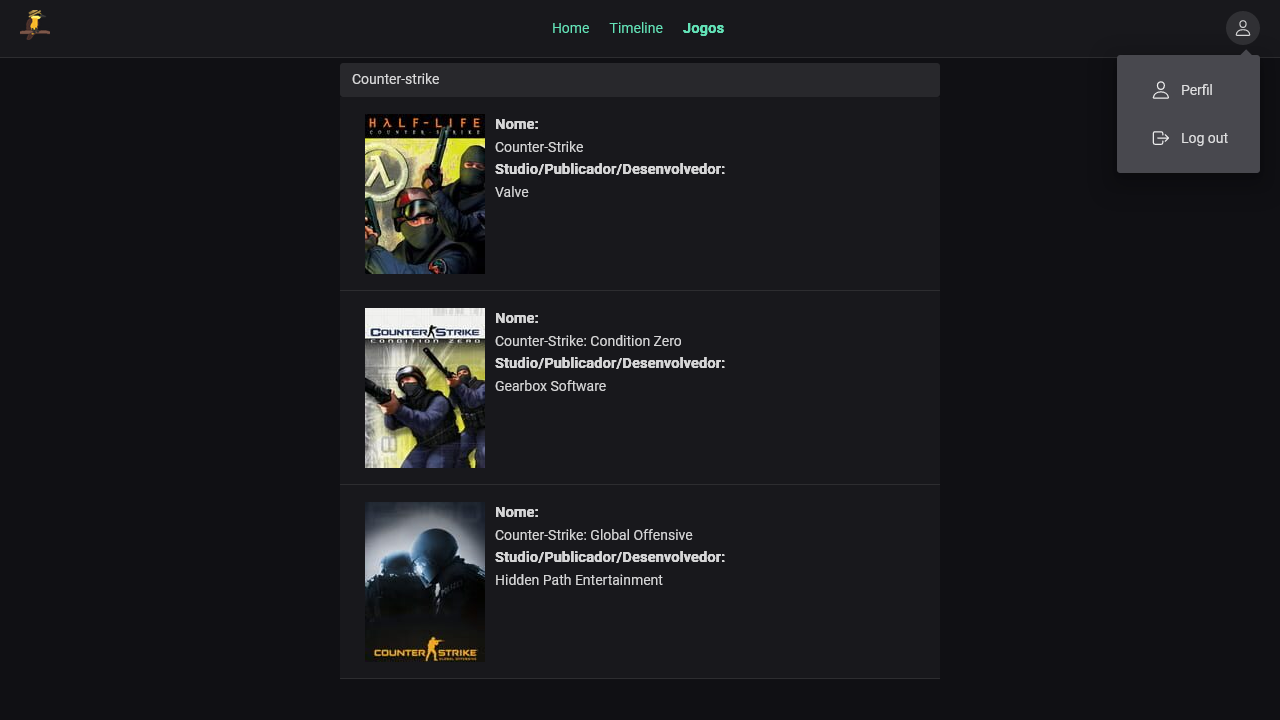 Home Timeline Jogos
Perfil
Log out
Counter-strike
HALF-LIFE
COUNTER-STRIKE
Nome:
Counter-Strike
Studio/Publicador/Desenvolvedor:
Valve
COUNTER STRIKE
CONDITION ZERO
Nome:
Counter-Strike: Condition Zero
Studio/Publicador/Desenvolvedor:
Gearbox Software
COUNTER STRIKE
GLOBAL OFFENSIVE
Nome:
Counter-Strike: Global Offensive
Studio/Publicador/Desenvolvedor:
Hidden Path Entertainment